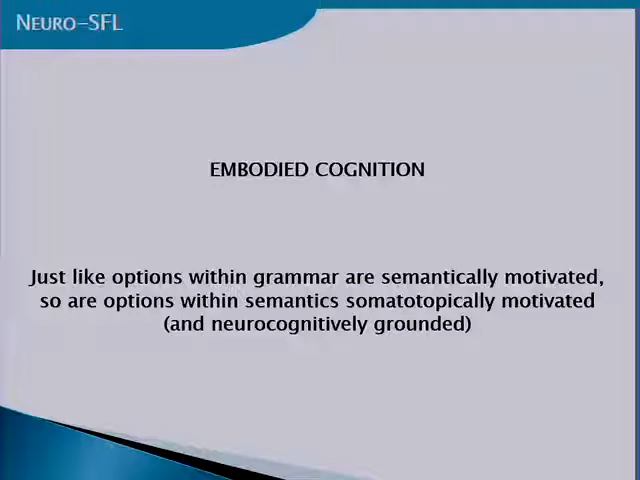 Neuro-SFL
EMBODIED COGNITION
Just like options within grammar are semantically motivated,
so are options within semantics somatotopically motivated
(and neurocognitively grounded)